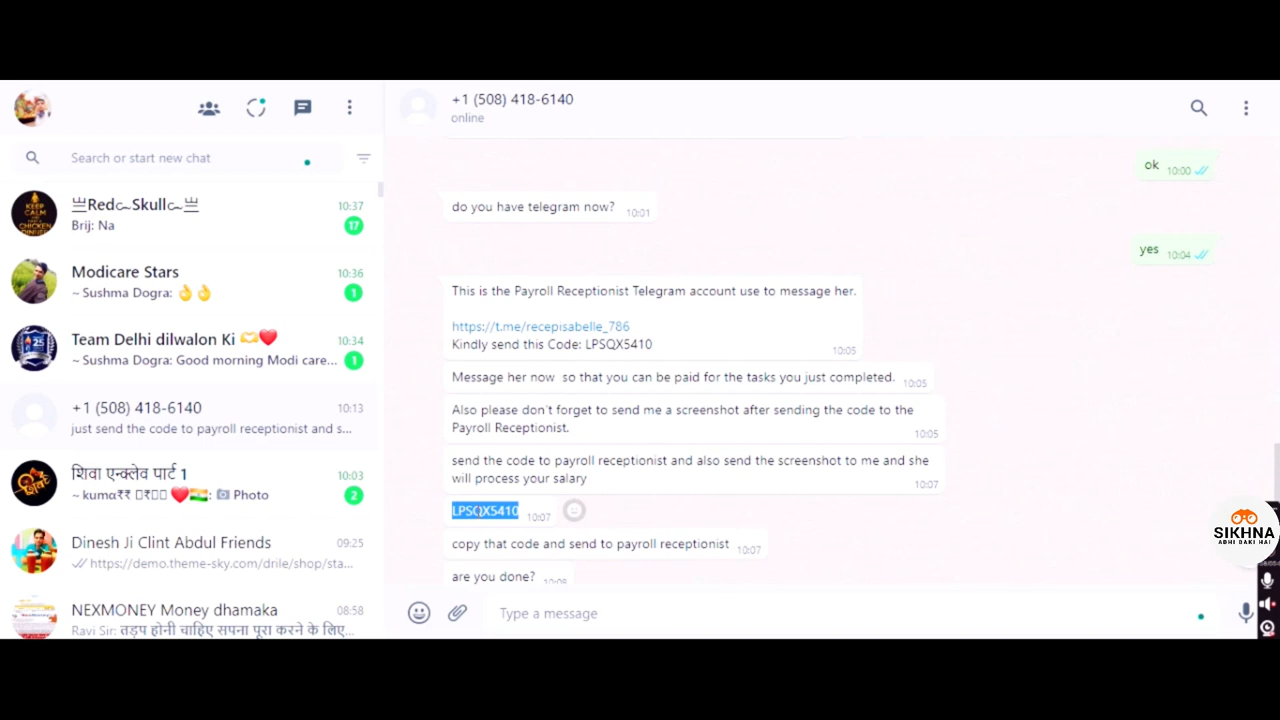 Search or start new chat
亗Red Skull 亗
10:37
Brij: Na
17
Modicare Stars
10:36
~ Sushma Dogra: 👌👌
1
Team Delhi dilwalon Ki 🫶❤️
10:34
~ Sushma Dogra: Good morning Modi care...
1
+1 (508) 418-6140
10:13
just send the code to payroll receptionist and s...
शिवा एन्क्लेव पार्ट 1
10:03
Photo
2
Dinesh Ji Clint Abdul Friends
09:25
https://demo.theme-sky.com/drile/shop/sta...
NEXMONEY Money dhamaka
08:58
Ravi Sir: तड़प होनी चाहिए सपना पूरा करने के लिए...
+1 (508) 418-6140
online
ok 10:00
do you have telegram now? 10:01
yes 10:04
This is the Payroll Receptionist Telegram account use to message her.
https://t.me/recepisabelle_786
Kindly send this Code: LPSQX5410
10:05
Message her now so that you can be paid for the tasks you just completed. 10:05
Also please don't forget to send me a screenshot after sending the code to the
Payroll Receptionist. 10:05
send the code to payroll receptionist and also send the screenshot to me and she
will process your salary 10:07
LPSQX5410 10:07
copy that code and send to payroll receptionist 10:07
are you done?
Type a message
SIKHNA
ABHI BAKI HAI